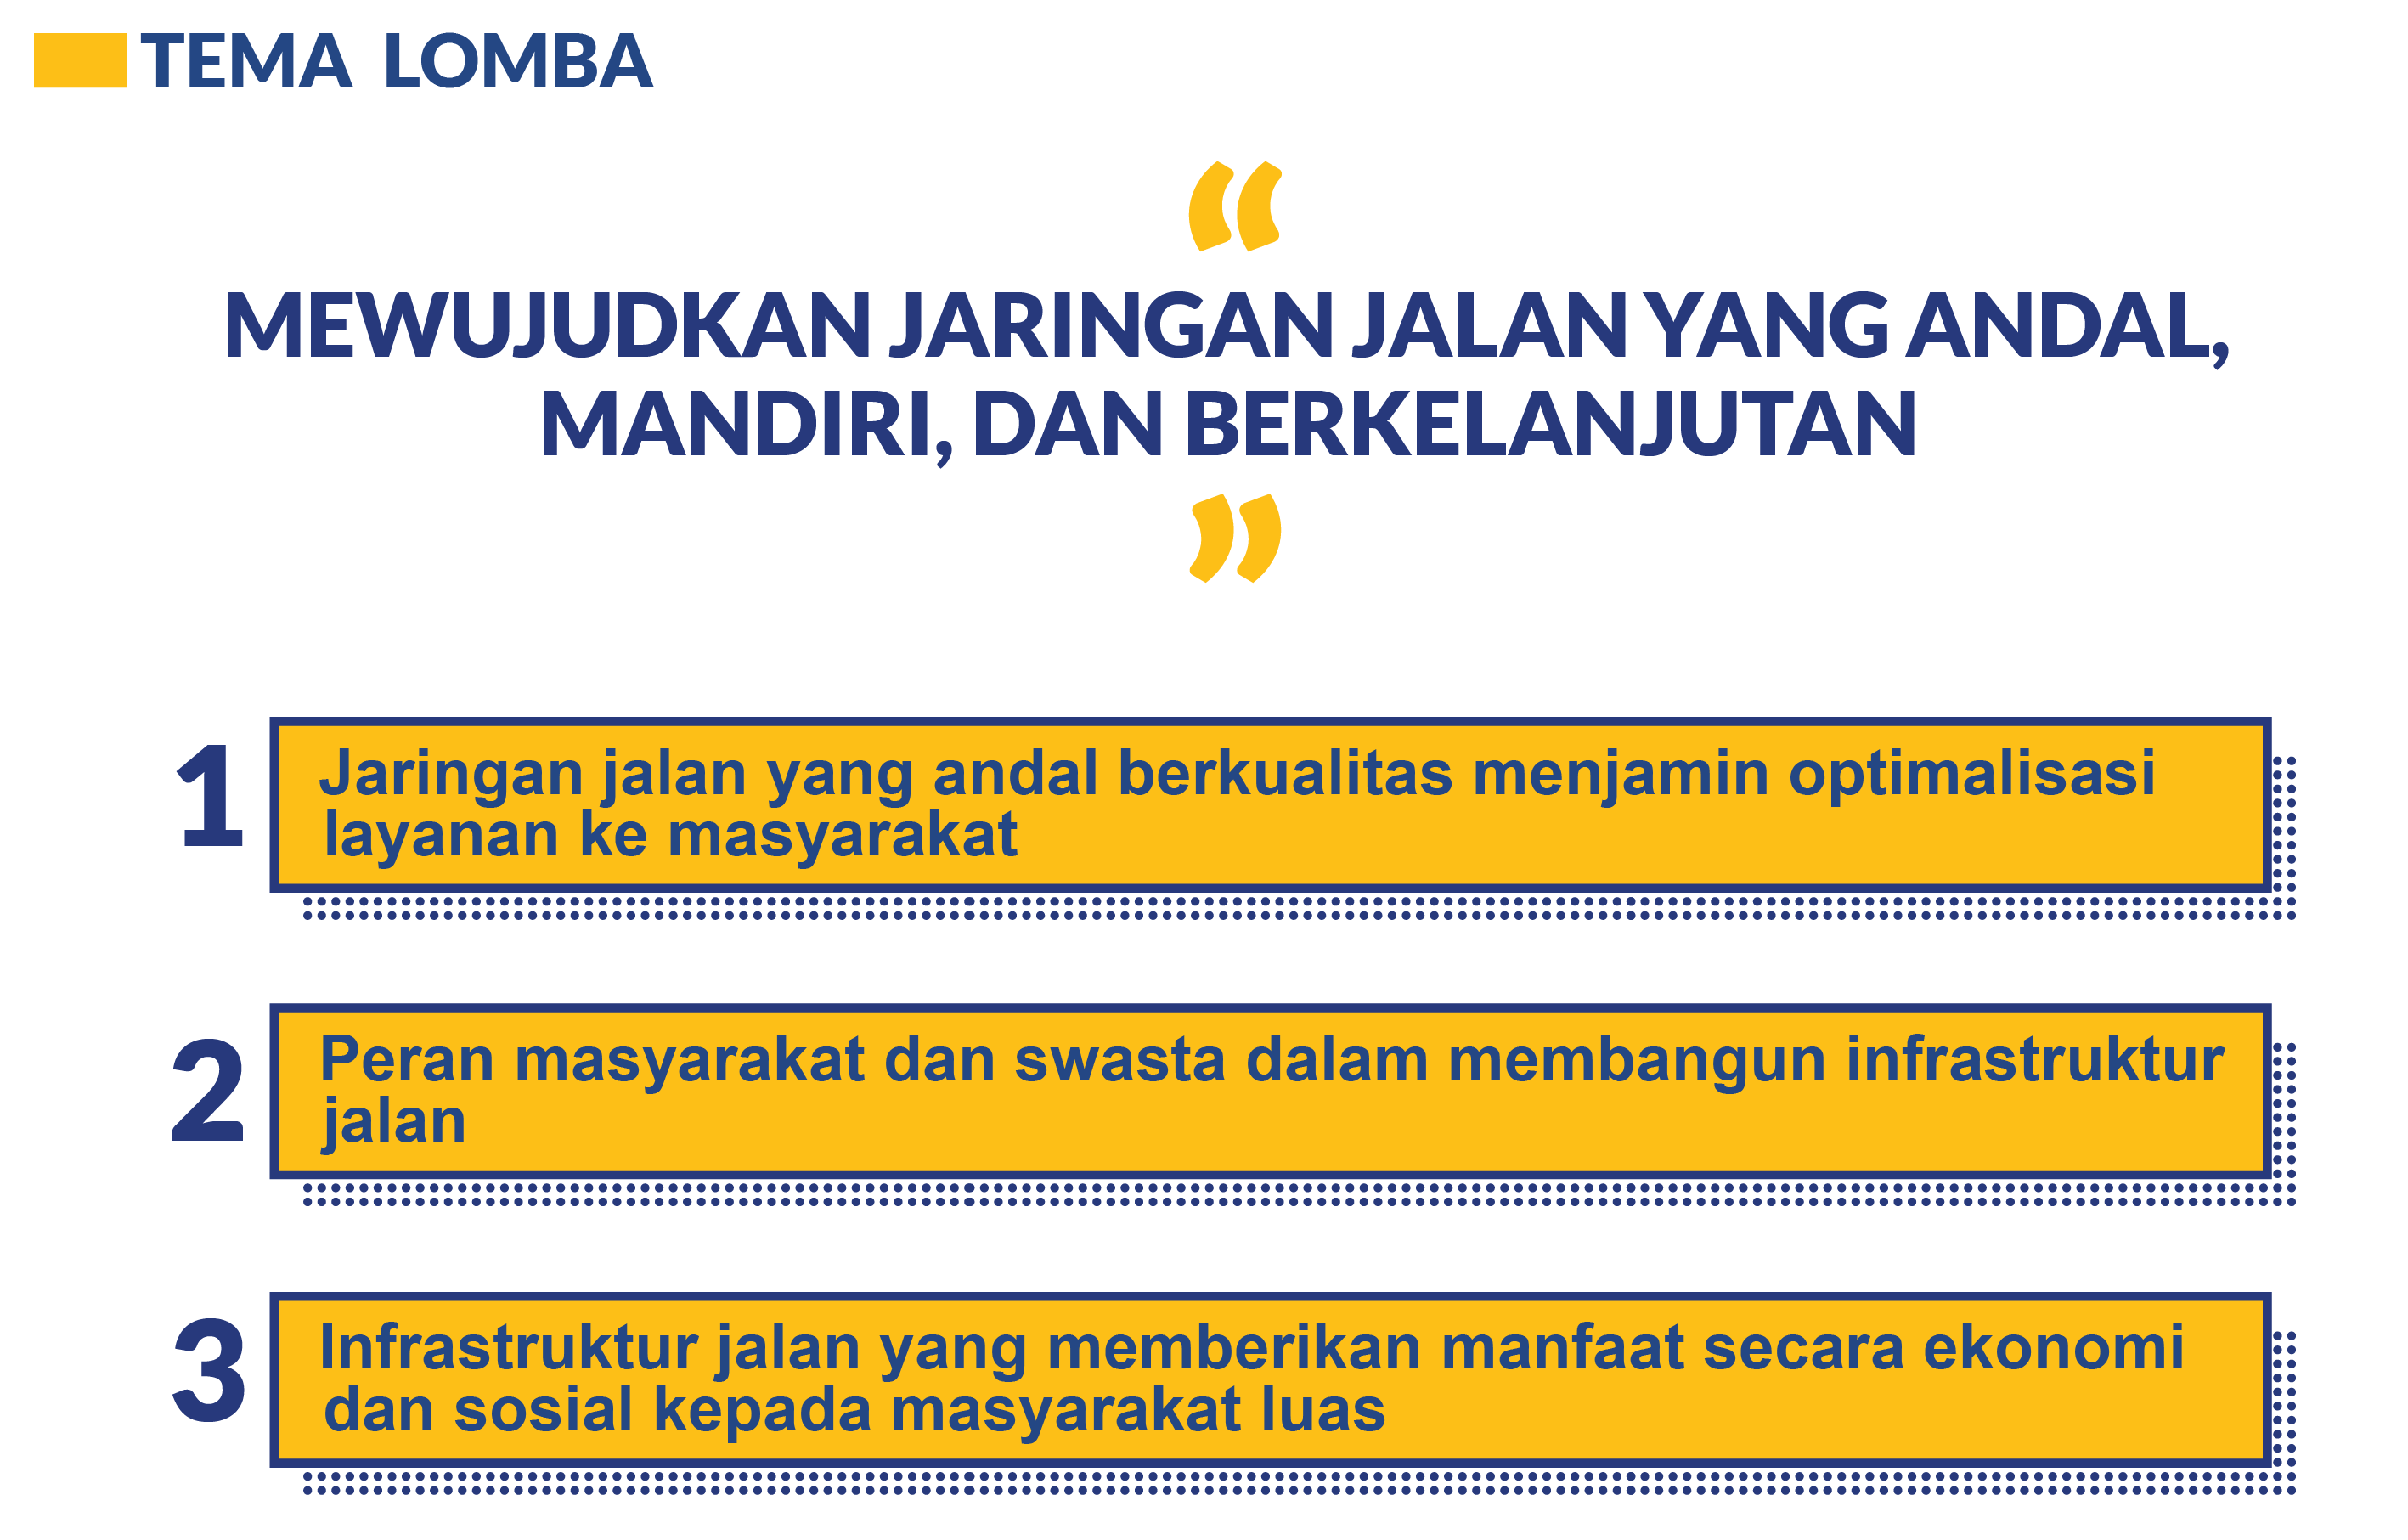 TEMA LOMBA
“
MEWUJUDKAN JARINGAN JALAN YANG ANDAL,
MANDIRI, DAN BERKELANJUTAN
”
1
Jaringan jalan yang andal berkualitas menjamin optimalisasi
layanan ke masyarakat
2
Peran masyarakat dan swasta dalam membangun infrastruktur
jalan
3
Infrastruktur jalan yang memberikan manfaat secara ekonomi
dan sosial kepada masyarakat luas